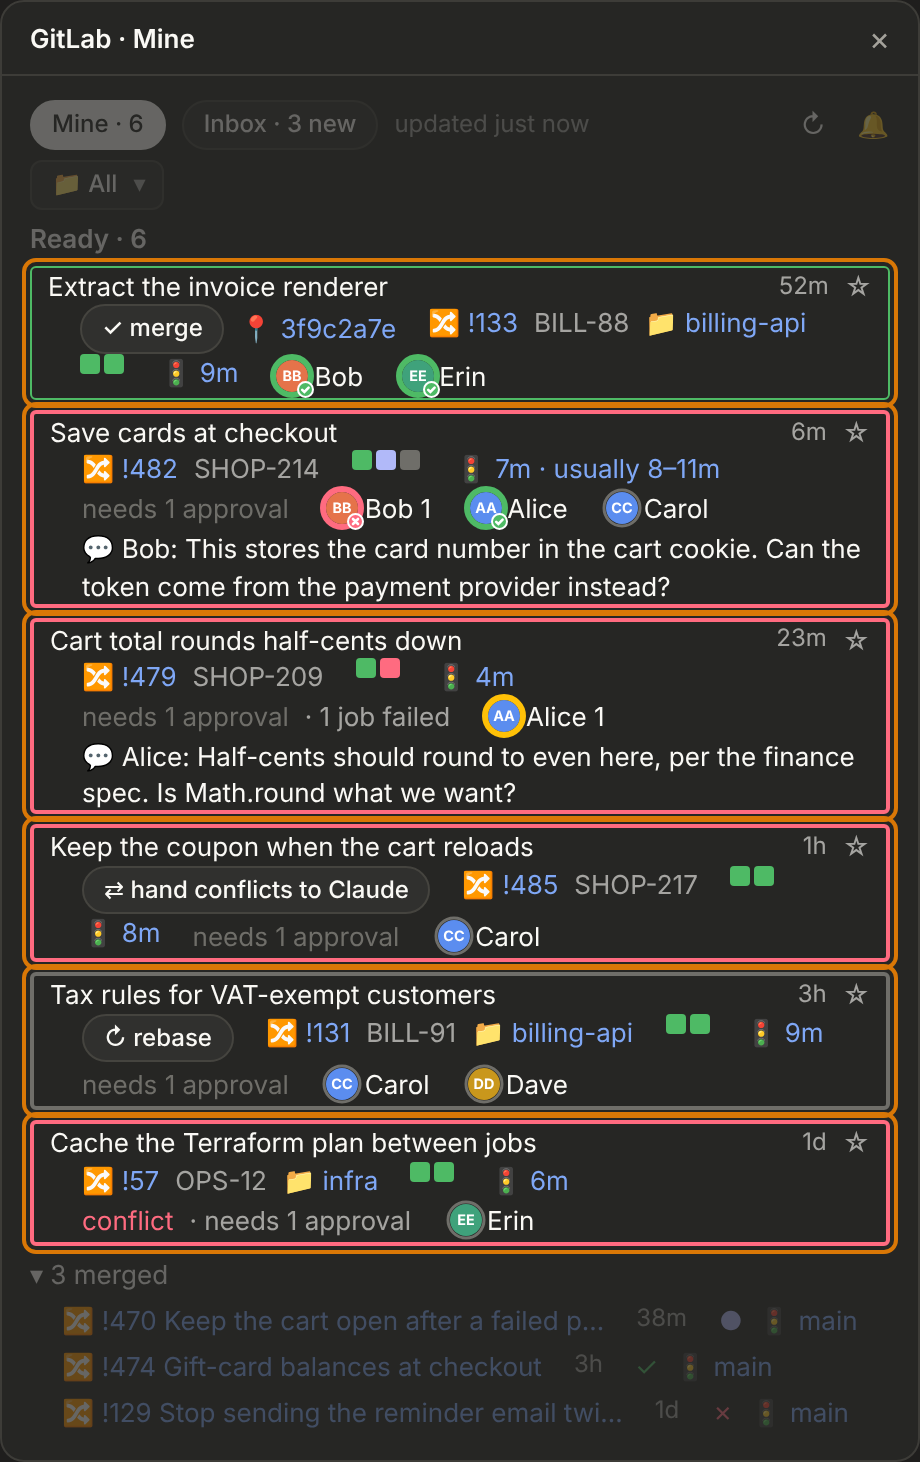 GitLab · Mine ×
Mine · 6 Inbox · 3 new updated just now ↻ 🔔
📁 All ▾
Ready · 6
Extract the invoice renderer 52m ☆
✓ merge 📍 3f9c2a7e 🔀 !133 BILL-88 📁 billing-api
🚦 9m BB Bob EE Erin
Save cards at checkout 6m ☆
🔀 !482 SHOP-214 🚦 7m · usually 8–11m
needs 1 approval BB Bob 1 AA Alice CC Carol
💬 Bob: This stores the card number in the cart cookie. Can the
token come from the payment provider instead?
Cart total rounds half-cents down 23m ☆
🔀 !479 SHOP-209 🚦 4m
needs 1 approval · 1 job failed AA Alice 1
💬 Alice: Half-cents should round to even here, per the finance
spec. Is Math.round what we want?
Keep the coupon when the cart reloads 1h ☆
⇄ hand conflicts to Claude 🔀 !485 SHOP-217
🚦 8m needs 1 approval CC Carol
Tax rules for VAT-exempt customers 3h ☆
↻ rebase 🔀 !131 BILL-91 📁 billing-api 🚦 9m
needs 1 approval CC Carol DD Dave
Cache the Terraform plan between jobs 1d ☆
🔀 !57 OPS-12 📁 infra 🚦 6m
conflict · needs 1 approval EE Erin
▾ 3 merged
🔀 !470 Keep the cart open after a failed p... 38m 🚦 main
🔀 !474 Gift-card balances at checkout 3h ✓ 🚦 main
🔀 !129 Stop sending the reminder email twi... 1d × 🚦 main